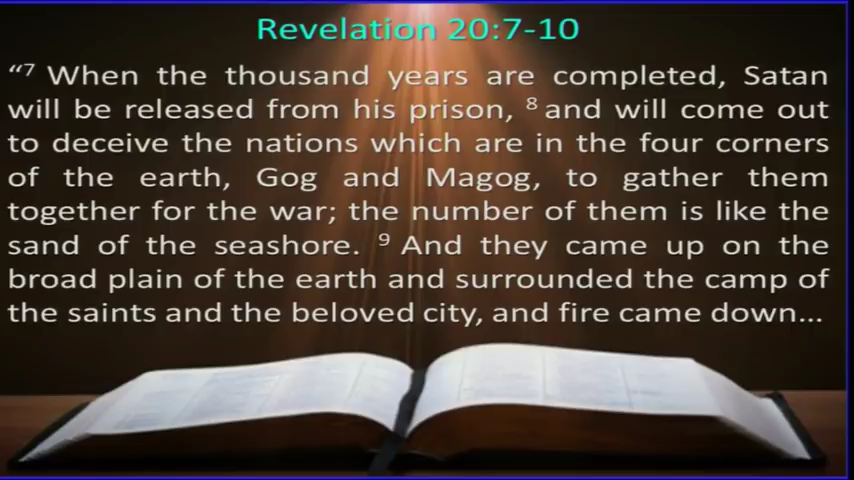 Revelation 20:7-10
“⁷ When the thousand years are completed, Satan
will be released from his prison, ⁸ and will come out
to deceive the nations which are in the four corners
of the earth, Gog and Magog, to gather them
together for the war; the number of them is like the
sand of the seashore. ⁹ And they came up on the
broad plain of the earth and surrounded the camp of
the saints and the beloved city, and fire came down...